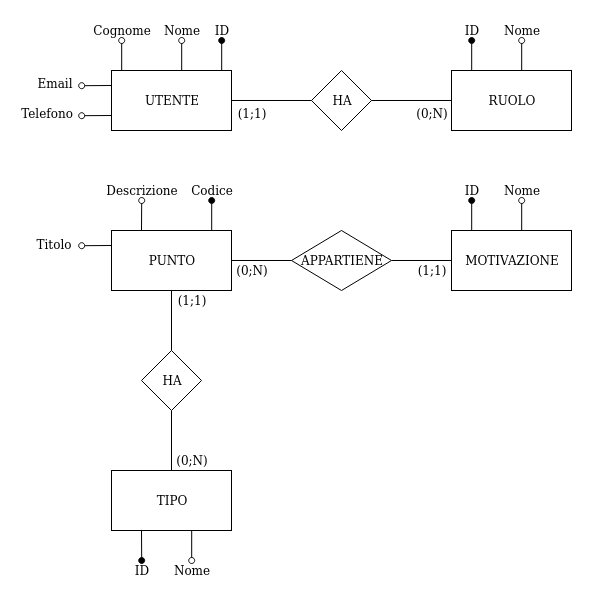 Cognome Nome ID
ID Nome
Email
Telefono
UTENTE
(1;1)
HA
(0;N)
RUOLO
Descrizione Codice
ID Nome
Titolo
PUNTO
(0;N)
APPARTIENE
(1;1)
MOTIVAZIONE
(1;1)
HA
(0;N)
TIPO
ID Nome